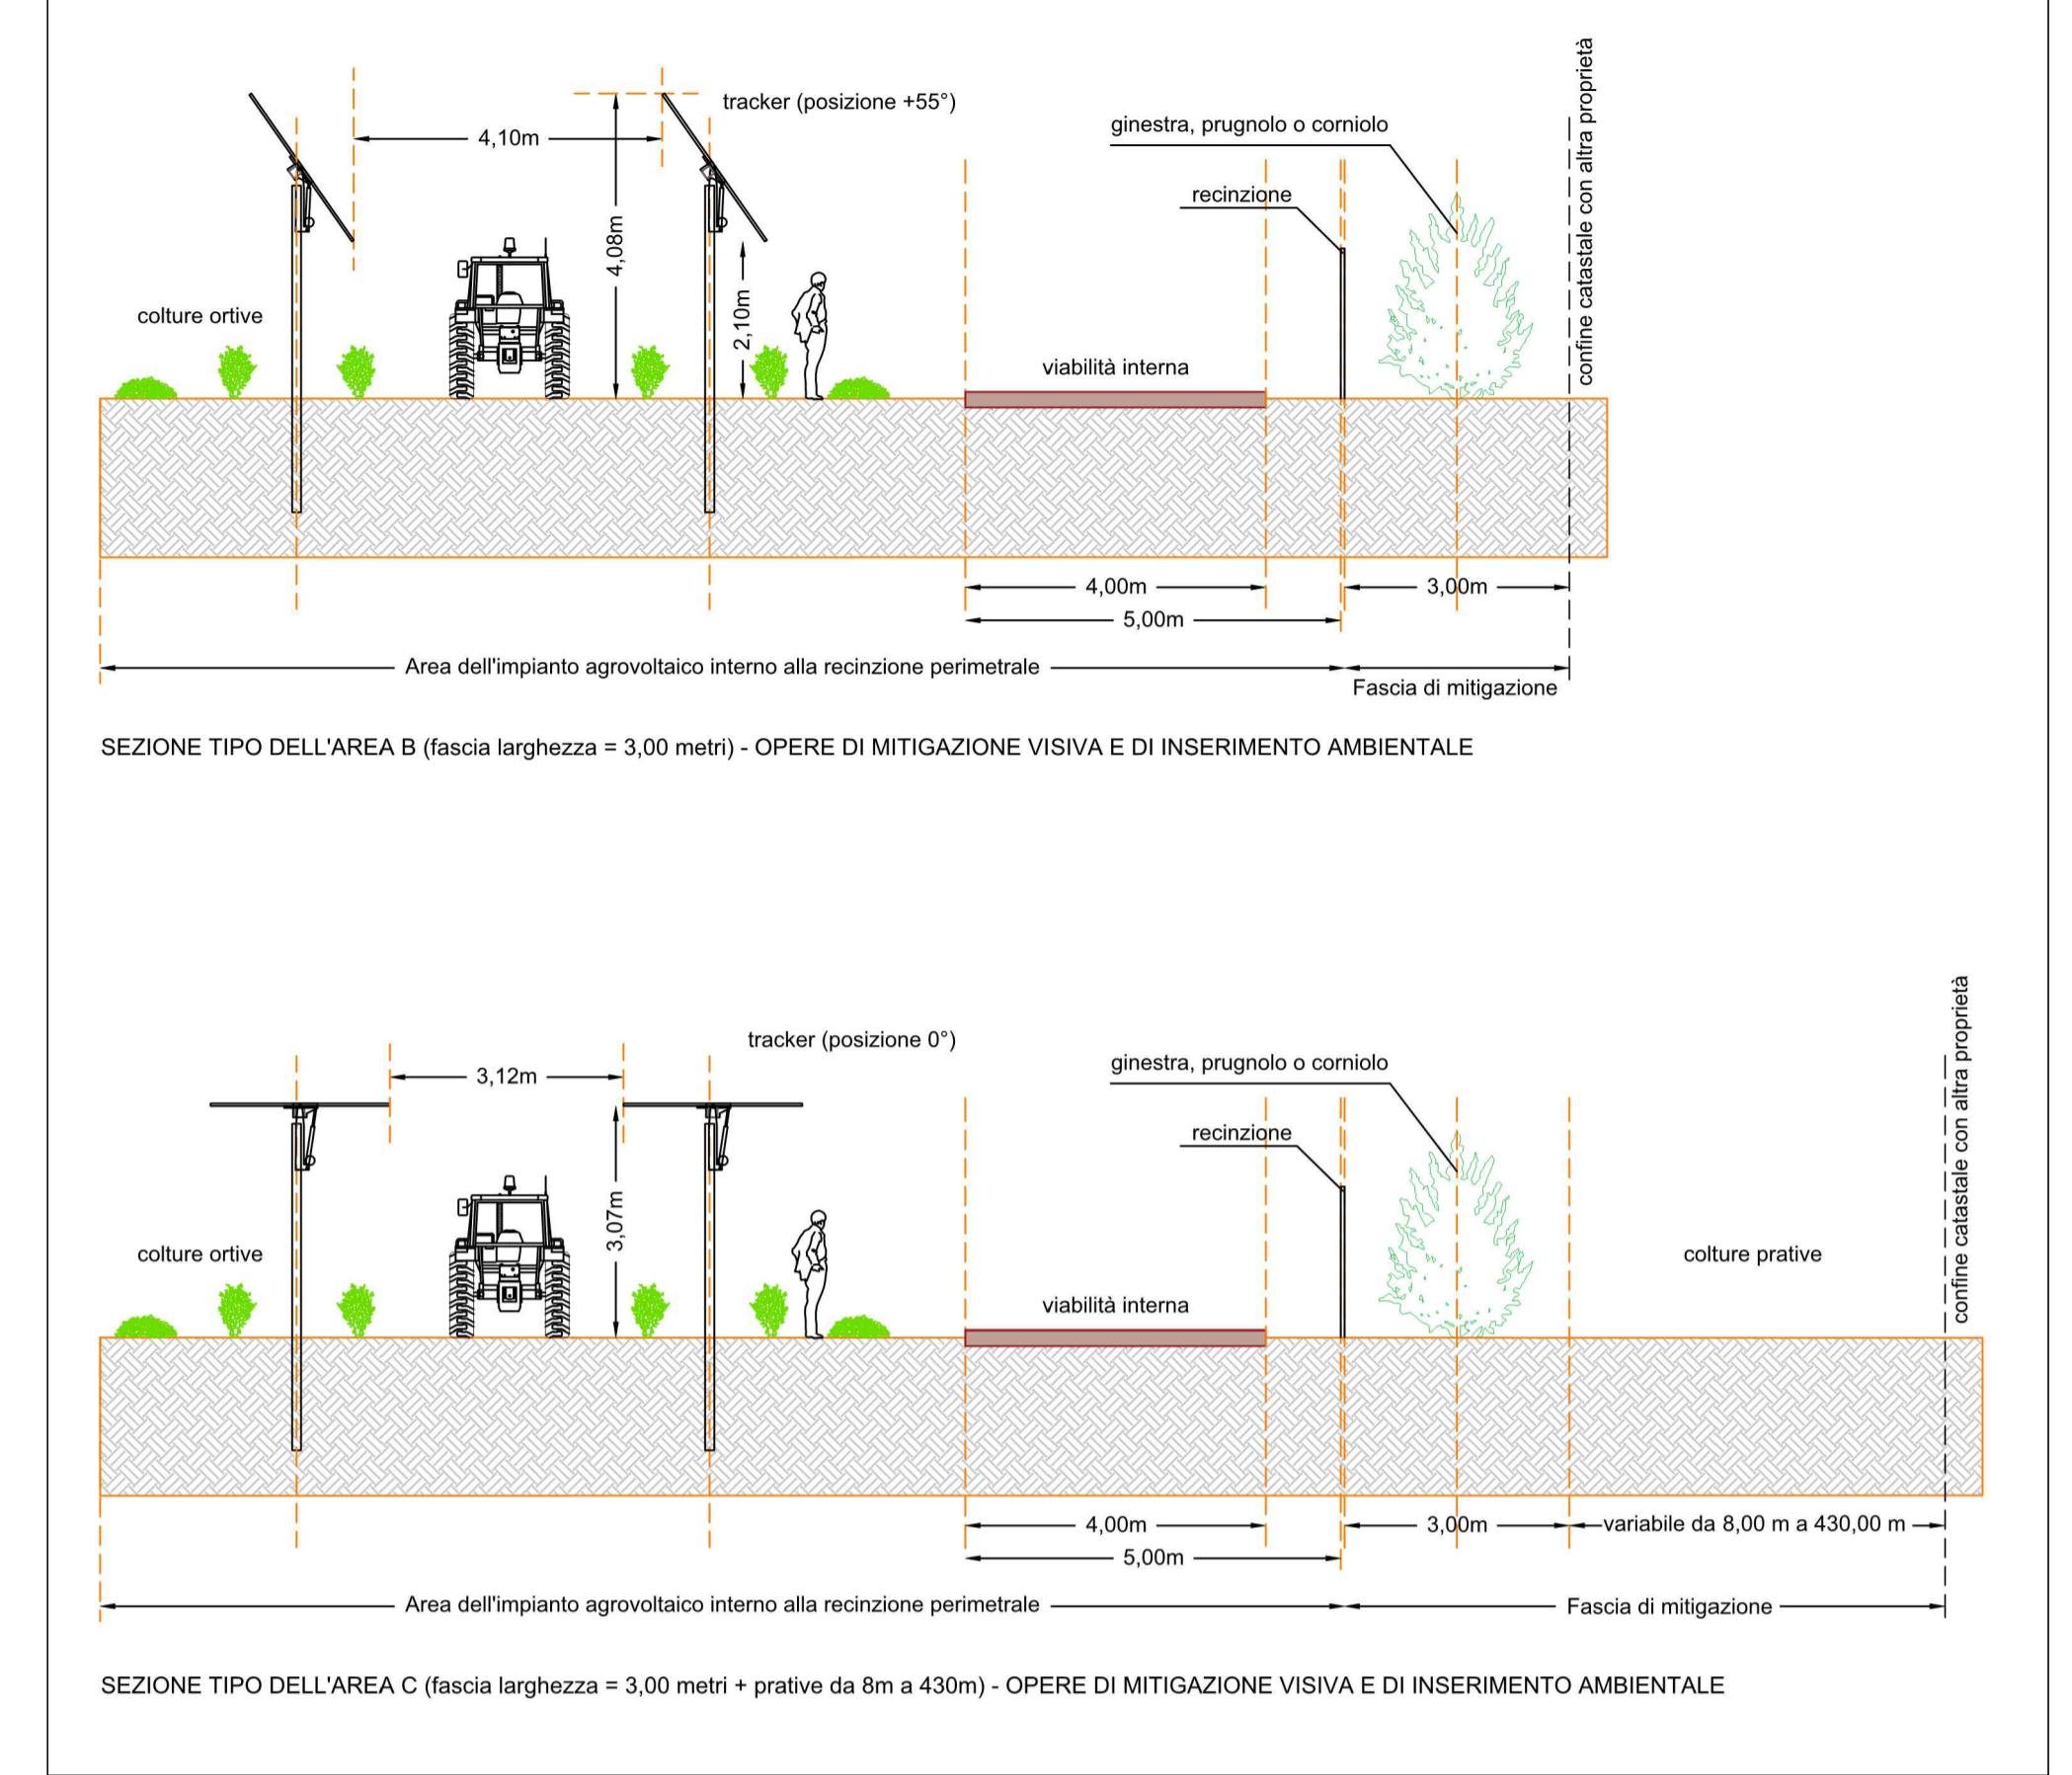 tracker (posizione +55°)
4,10m
ginestra, prugnolo o corniolo
recinzione
confine catastale con altra proprietà
4,08m
2,10m
colture ortive
viabilità interna
4,00m
3,00m
5,00m
Area dell'impianto agrovoltaico interno alla recinzione perimetrale
Fascia di mitigazione
SEZIONE TIPO DELL'AREA B (fascia larghezza = 3,00 metri) - OPERE DI MITIGAZIONE VISIVA E DI INSERIMENTO AMBIENTALE
tracker (posizione 0°)
3,12m
ginestra, prugnolo o corniolo
recinzione
confine catastale con altra proprietà
3,07m
colture ortive
colture prative
viabilità interna
4,00m
3,00m
variabile da 8,00 m a 430,00 m
5,00m
Area dell'impianto agrovoltaico interno alla recinzione perimetrale
Fascia di mitigazione
SEZIONE TIPO DELL'AREA C (fascia larghezza = 3,00 metri + prative da 8m a 430m) - OPERE DI MITIGAZIONE VISIVA E DI INSERIMENTO AMBIENTALE